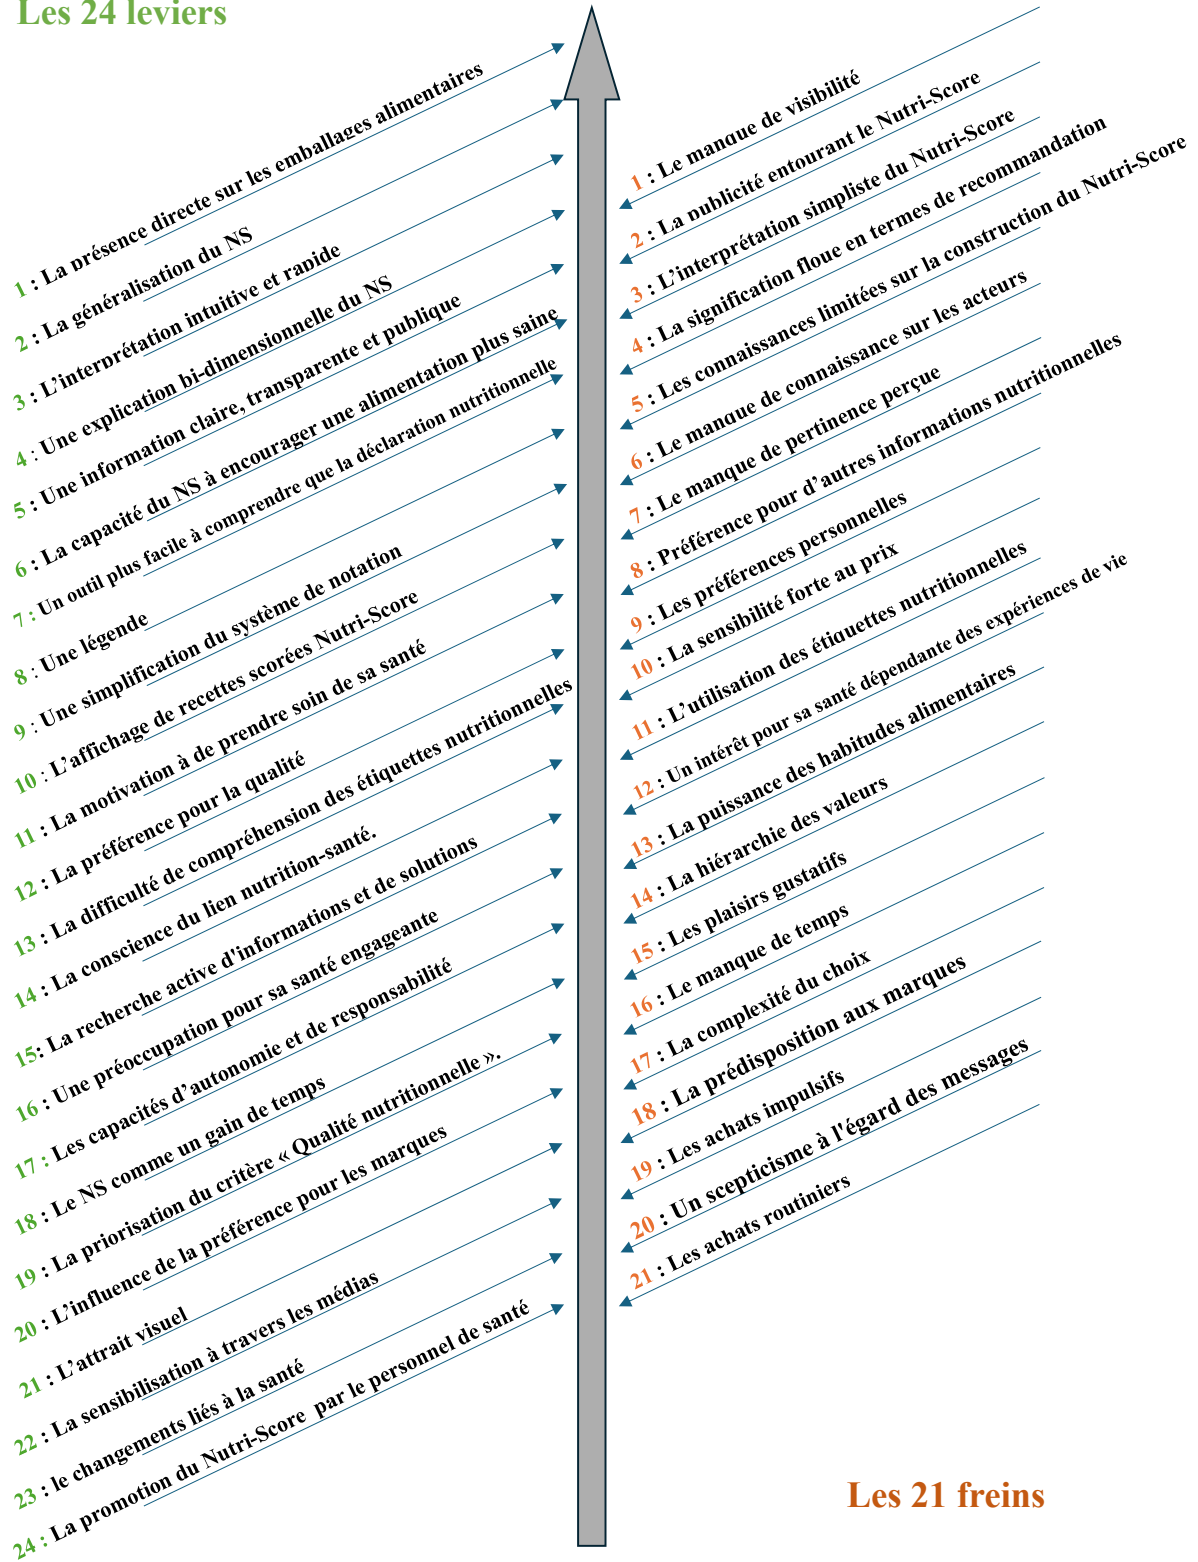 Les 24 leviers
1 : La présence directe sur les emballages alimentaires
2 : La généralisation du NS
3 : L'interprétation intuitive et rapide
4 : Une explication bi-dimensionnelle du NS
5 : Une information claire, transparente et publique
6 : La capacité du NS à encourager une alimentation plus saine
7 : Un outil plus facile à comprendre que la déclaration nutritionnelle
8 : Une légende
9 : Une simplification du système de notation
10 : L'affichage de recettes scorées Nutri-Score
11 : La motivation à de prendre soin de sa santé
12 : La préférence pour la qualité
13 : La difficulté de compréhension des étiquettes nutritionnelles
14 : La conscience du lien nutrition-santé.
15: La recherche active d'informations et de solutions
16 : Une préoccupation pour sa santé engageante
17 : Les capacités d'autonomie et de responsabilité
18 : Le NS comme un gain de temps
19 : La priorisation du critère « Qualité nutritionnelle ».
20 : L'influence de la préférence pour les marques
21 : L'attrait visuel
22 : La sensibilisation à travers les médias
23 : le changements liés à la santé
24 : La promotion du Nutri-Score par le personnel de santé
1 : Le manque de visibilité
2 : La publicité entourant le Nutri-Score
3 : L'interprétation simpliste du Nutri-Score
4 : La signification floue en termes de recommandation
5 : Les connaissances limitées sur la construction du Nutri-Score
6 : Le manque de connaissance sur les acteurs
7 : Le manque de pertinence perçue
8 : Préférence pour d'autres informations nutritionnelles
9 : Les préférences personnelles
10 : La sensibilité forte au prix
11 : L'utilisation des étiquettes nutritionnelles
12 : Un intérêt pour sa santé dépendante des expériences de vie
13 : La puissance des habitudes alimentaires
14 : La hiérarchie des valeurs
15 : Les plaisirs gustatifs
16 : Le manque de temps
17 : La complexité du choix
18 : La prédisposition aux marques
19 : Les achats impulsifs
20 : Un scepticisme à l'égard des messages
21 : Les achats routiniers
Les 21 freins